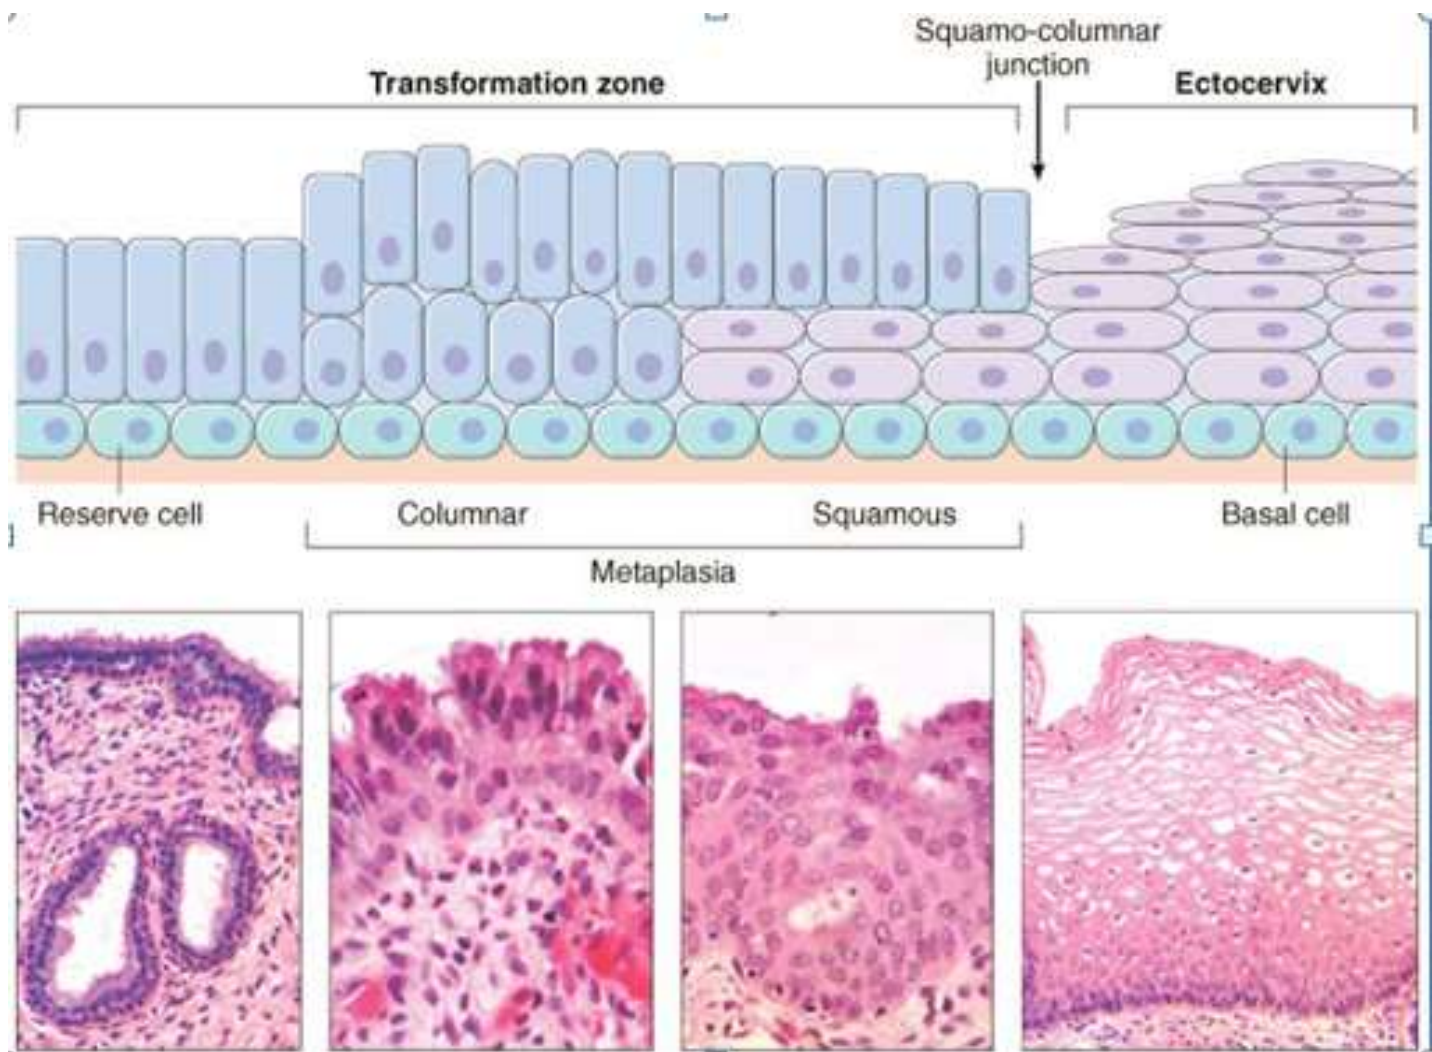 Squamo-columnar
junction
Transformation zone
Ectocervix
Reserve cell
Columnar
Squamous
Basal cell
Metaplasia